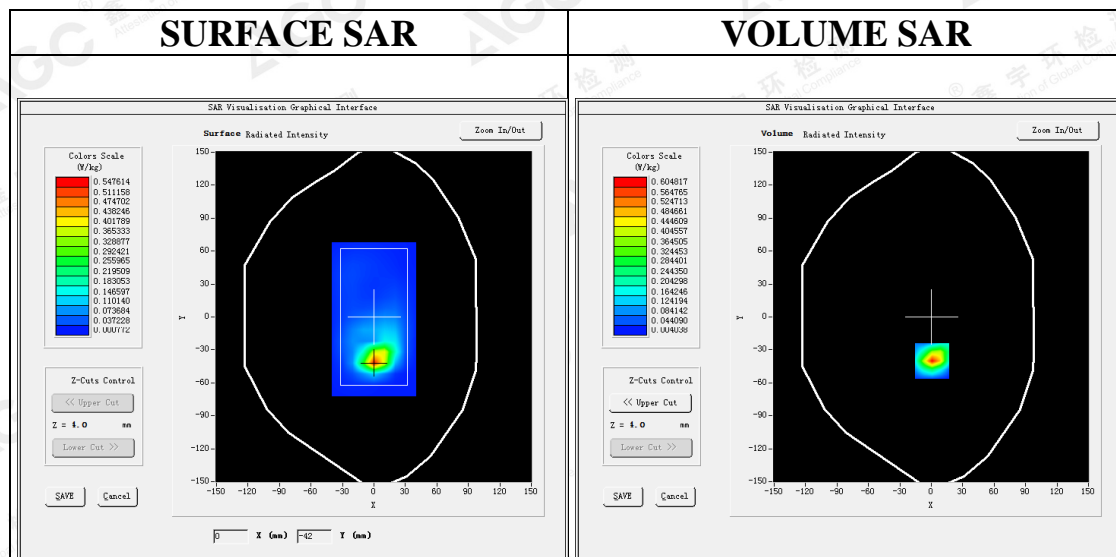 SURFACE SAR
VOLUME SAR
SAR Visualisation Graphical Interface
Surface Radiated Intensity
Zoom In/Out
Colors Scale
(W/kg)
0.547614
0.511158
0.474702
0.438246
0.401789
0.365333
0.328877
0.292421
0.255965
0.219509
0.183053
0.146597
0.110140
0.073684
0.037228
0.000772
150
120
90
60
30
0
-30
-60
-90
-120
-150
Y
-150 -120 -90 -60 -30 0 30 60 90 120 150
X
Z-Cuts Control
<< Upper Cut
Z = 4.0 mm
Lower Cut >>
SAVE Cancel
0 X (mm) -42 Y (mm)
SAR Visualisation Graphical Interface
Volume Radiated Intensity
Zoom In/Out
Colors Scale
(W/kg)
0.604817
0.564765
0.524713
0.484661
0.444609
0.404557
0.364505
0.324453
0.284401
0.244350
0.204298
0.164246
0.124194
0.084142
0.044090
0.004038
150
120
90
60
30
0
-30
-60
-90
-120
-150
Y
-150 -120 -90 -60 -30 0 30 60 90 120 150
X
Z-Cuts Control
<< Upper Cut
Z = 4.0 mm
Lower Cut >>
SAVE Cancel
AGC
鑫宇环检测